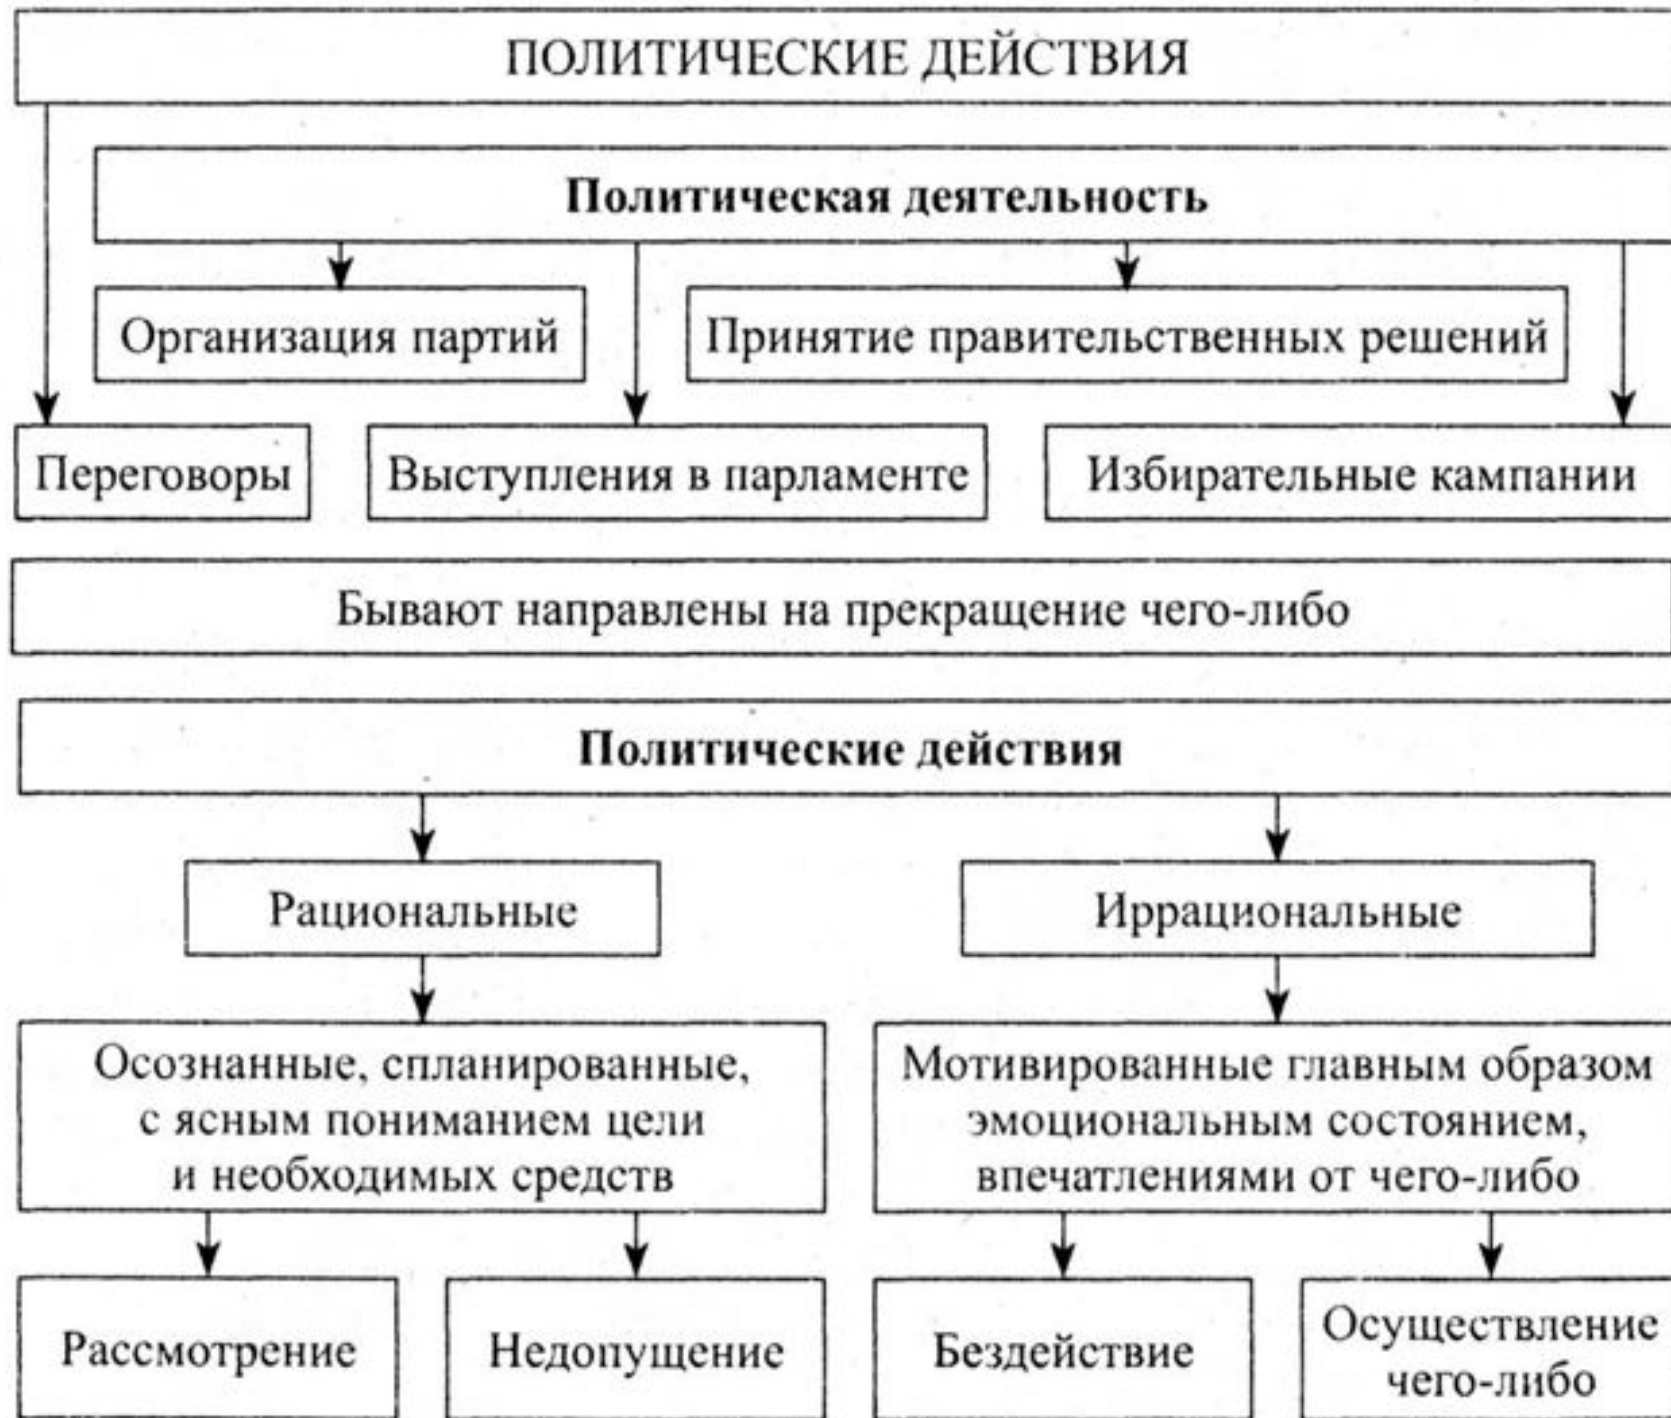 ПОЛИТИЧЕСКИЕ ДЕЙСТВИЯ
Политическая деятельность
Организация партий
Принятие правительственных решений
Переговоры
Выступления в парламенте
Избирательные кампании
Бывают направлены на прекращение чего-либо
Политические действия
Рациональные
Иррациональные
Осознанные, спланированные,
с ясным пониманием цели
и необходимых средств
Мотивированные главным образом
эмоциональным состоянием,
впечатлениями от чего-либо
Рассмотрение
Недопущение
Бездействие
Осуществление
чего-либо